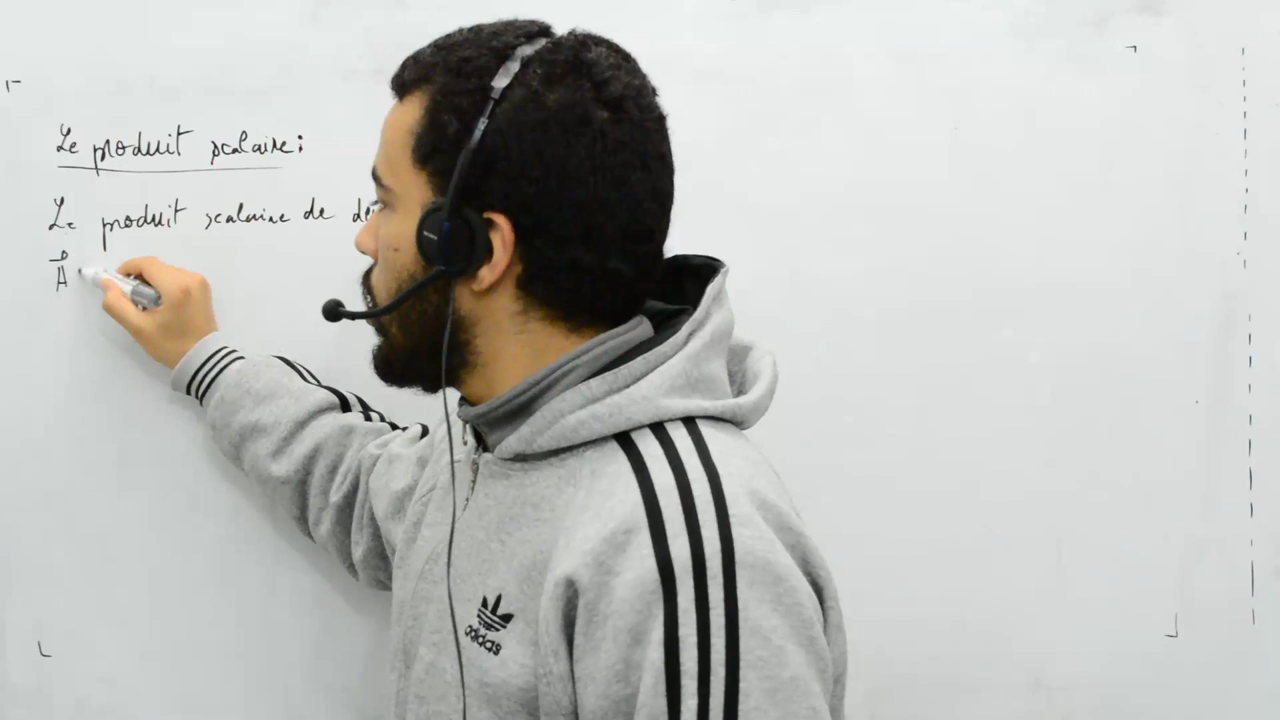 Le produit scalaire :
Le produit scalaire de
A⃗
adidas